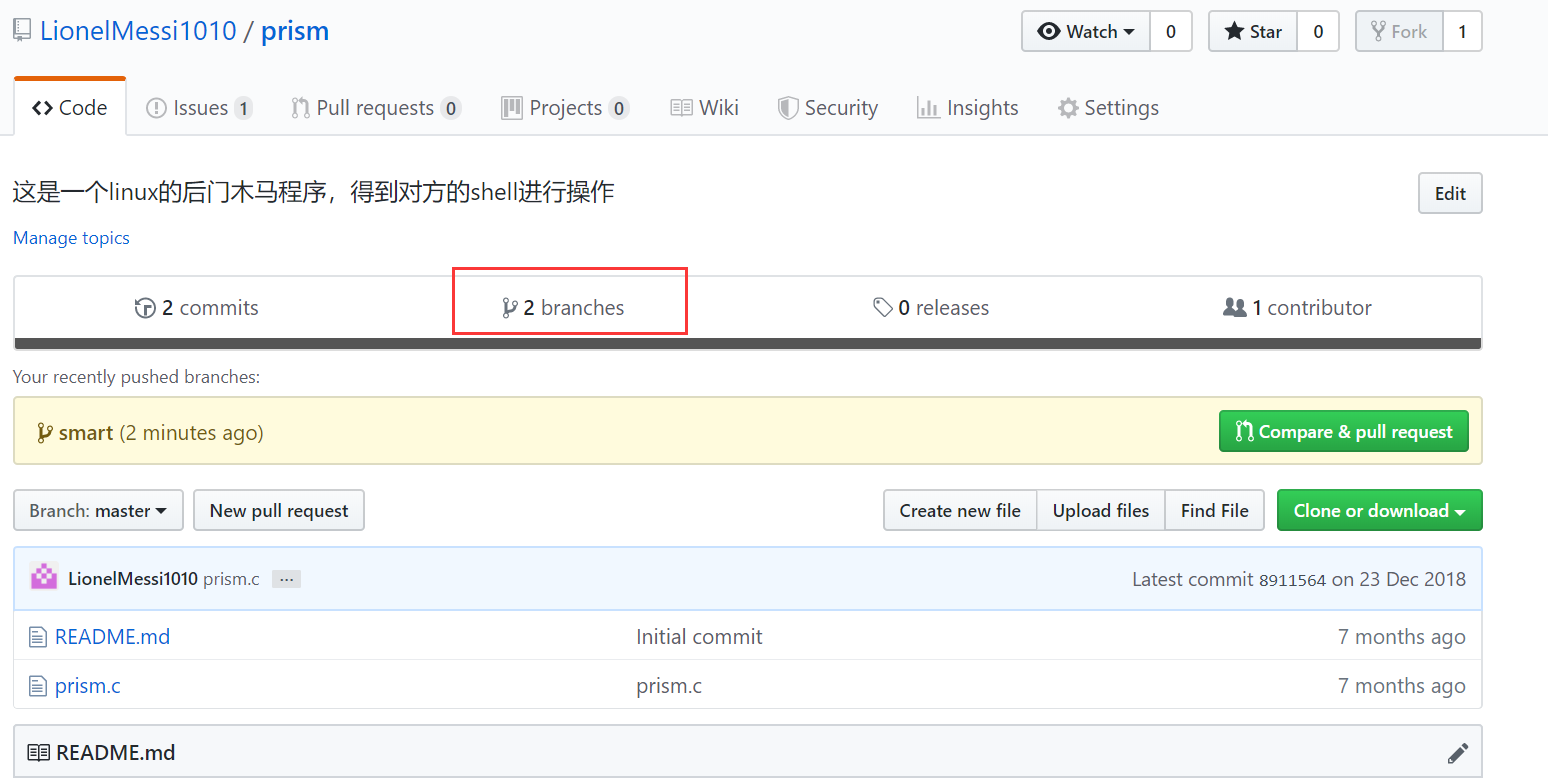 LionelMessi1010 / prism
Watch 0 Star 0 Fork 1
Code Issues 1 Pull requests 0 Projects 0 Wiki Security Insights Settings
这是一个linux的后门木马程序，得到对方的shell进行操作
Edit
Manage topics
2 commits 2 branches 0 releases 1 contributor
Your recently pushed branches:
smart (2 minutes ago) Compare & pull request
Branch: master New pull request Create new file Upload files Find File Clone or download
LionelMessi1010 prism.c ... Latest commit 8911564 on 23 Dec 2018
README.md Initial commit 7 months ago
prism.c prism.c 7 months ago
README.md